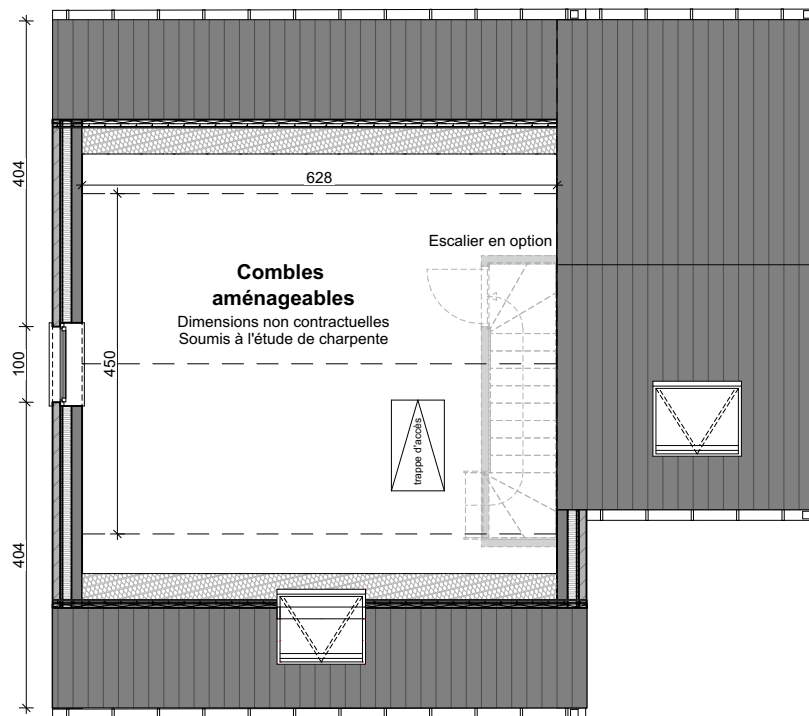 404
628
Escalier en option
Combles
aménageables
Dimensions non contractuelles
Soumis à l'étude de charpente
100
450
trappe d'accès
404